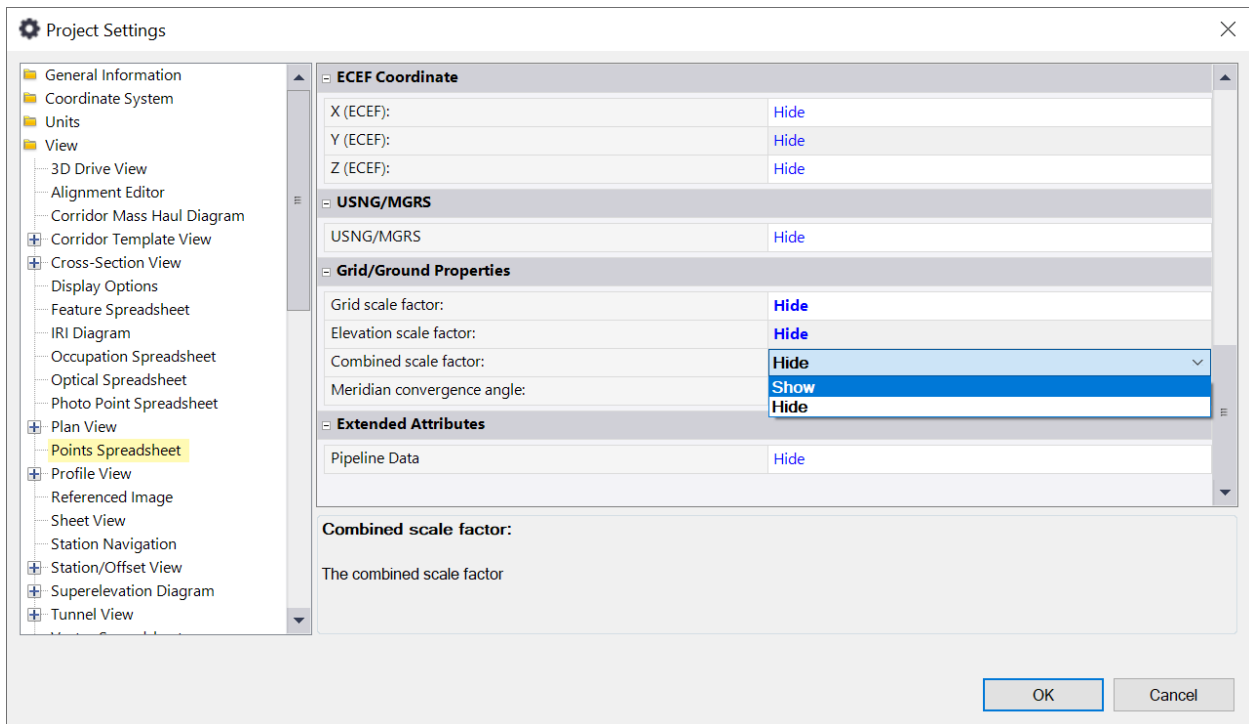 Project Settings
General Information
Coordinate System
Units
View
3D Drive View
Alignment Editor
Corridor Mass Haul Diagram
Corridor Template View
Cross-Section View
Display Options
Feature Spreadsheet
IRI Diagram
Occupation Spreadsheet
Optical Spreadsheet
Photo Point Spreadsheet
Plan View
Points Spreadsheet
Profile View
Referenced Image
Sheet View
Station Navigation
Station/Offset View
Superelevation Diagram
Tunnel View
ECEF Coordinate
X (ECEF): Hide
Y (ECEF): Hide
Z (ECEF): Hide
USNG/MGRS
USNG/MGRS Hide
Grid/Ground Properties
Grid scale factor: Hide
Elevation scale factor: Hide
Combined scale factor: Hide
Show
Meridian convergence angle:
Hide
Extended Attributes
Pipeline Data Hide
Combined scale factor:
The combined scale factor
OK Cancel